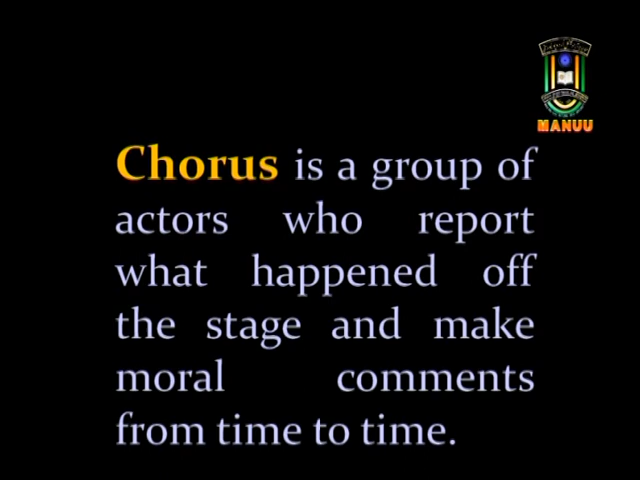 MANUU
Chorus is a group of
actors who report
what happened off
the stage and make
moral comments
from time to time.